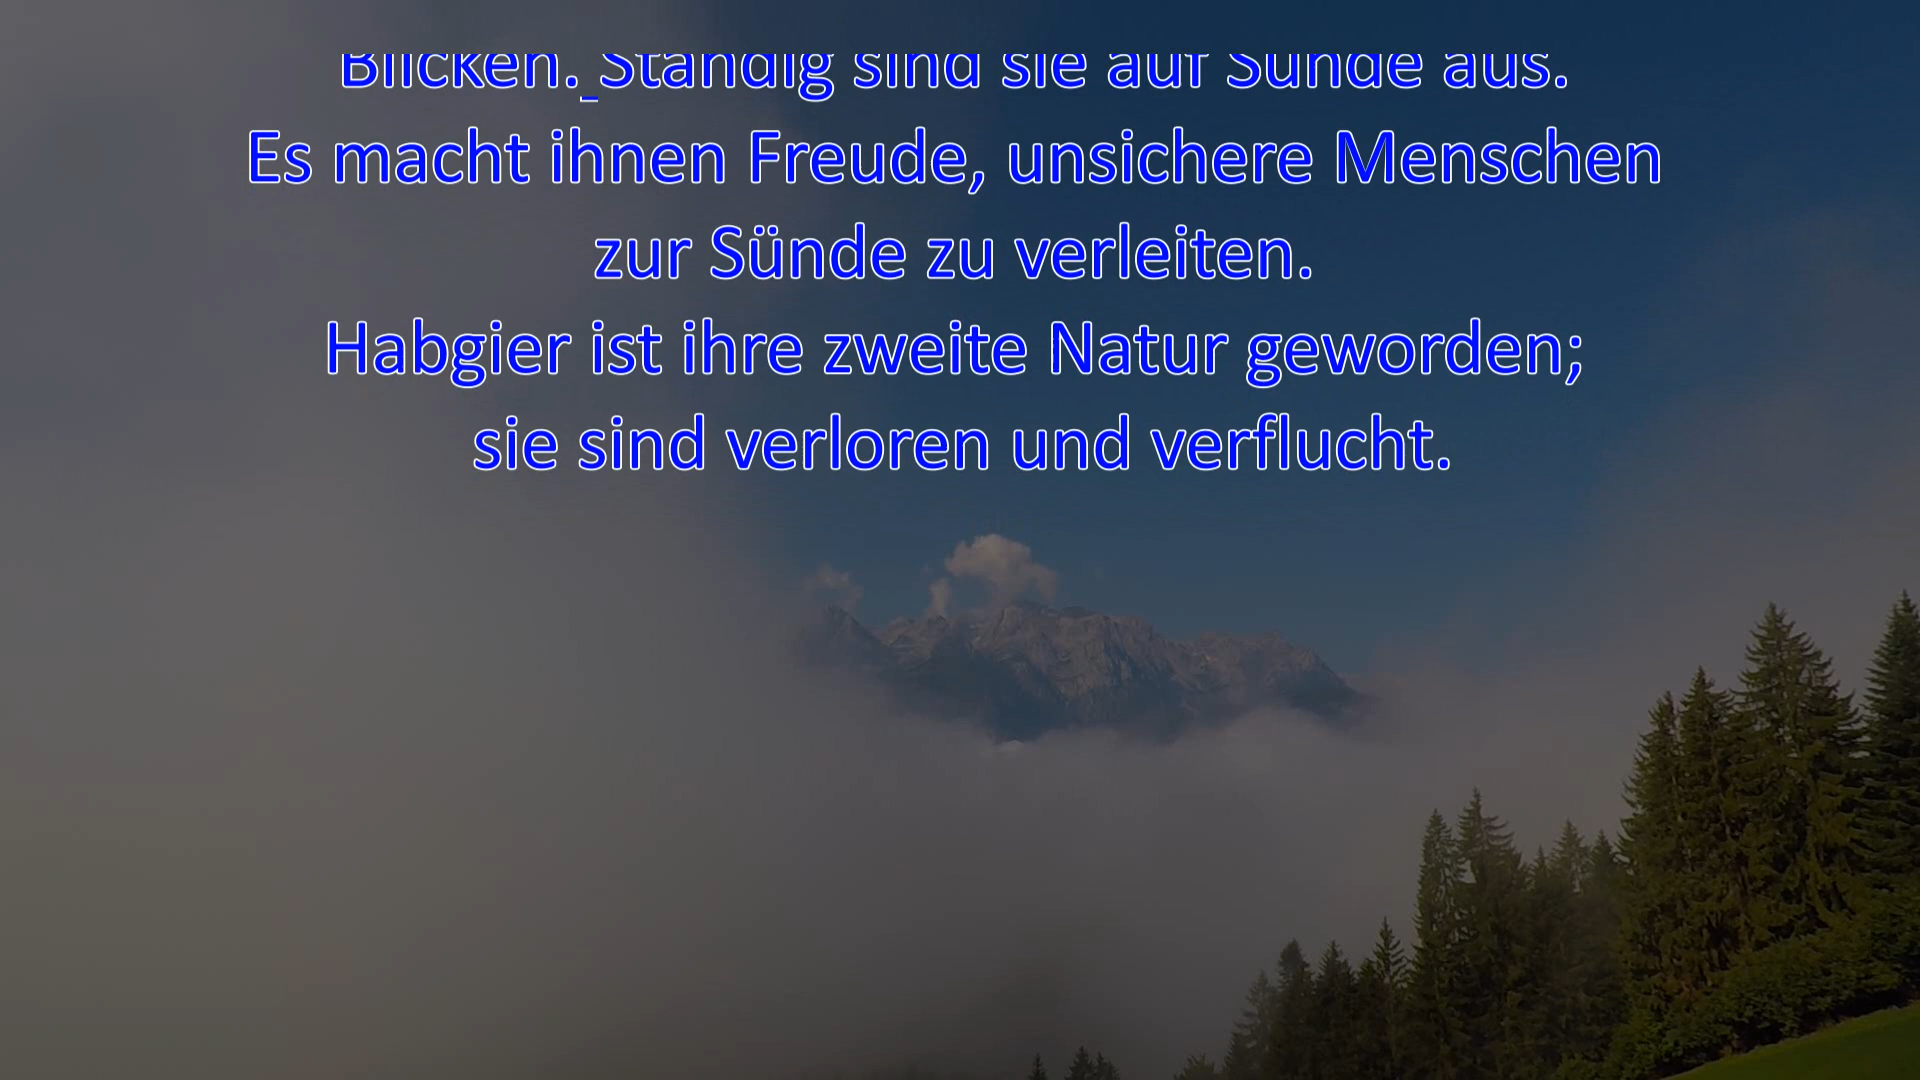 Blicken. Ständig sind sie auf Sünde aus.
Es macht ihnen Freude, unsichere Menschen
zur Sünde zu verleiten.
Habgier ist ihre zweite Natur geworden;
sie sind verloren und verflucht.